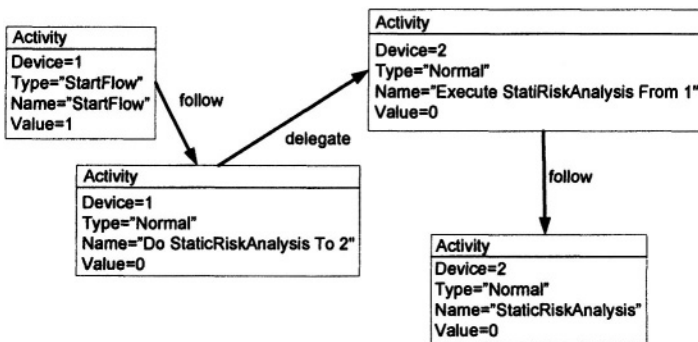 Activity
Device=1
Type="StartFlow"
Name="StartFlow"
Value=1
follow
Activity
Device=1
Type="Normal"
Name="Do StaticRiskAnalysis To 2"
Value=0
delegate
Activity
Device=2
Type="Normal"
Name="Execute StatiRiskAnalysis From 1"
Value=0
follow
Activity
Device=2
Type="Normal"
Name="StaticRiskAnalysis"
Value=0